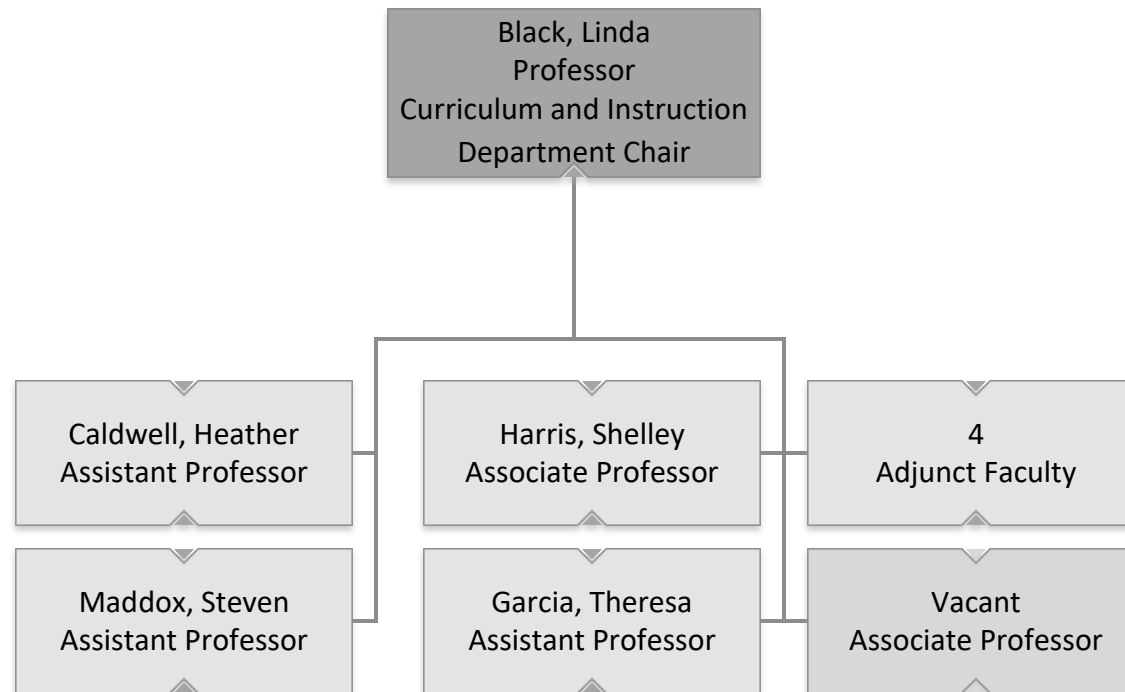 Black, Linda
Professor
Curriculum and Instruction
Department Chair
Caldwell, Heather
Assistant Professor
Harris, Shelley
Associate Professor
4
Adjunct Faculty
Maddox, Steven
Assistant Professor
Garcia, Theresa
Assistant Professor
Vacant
Associate Professor